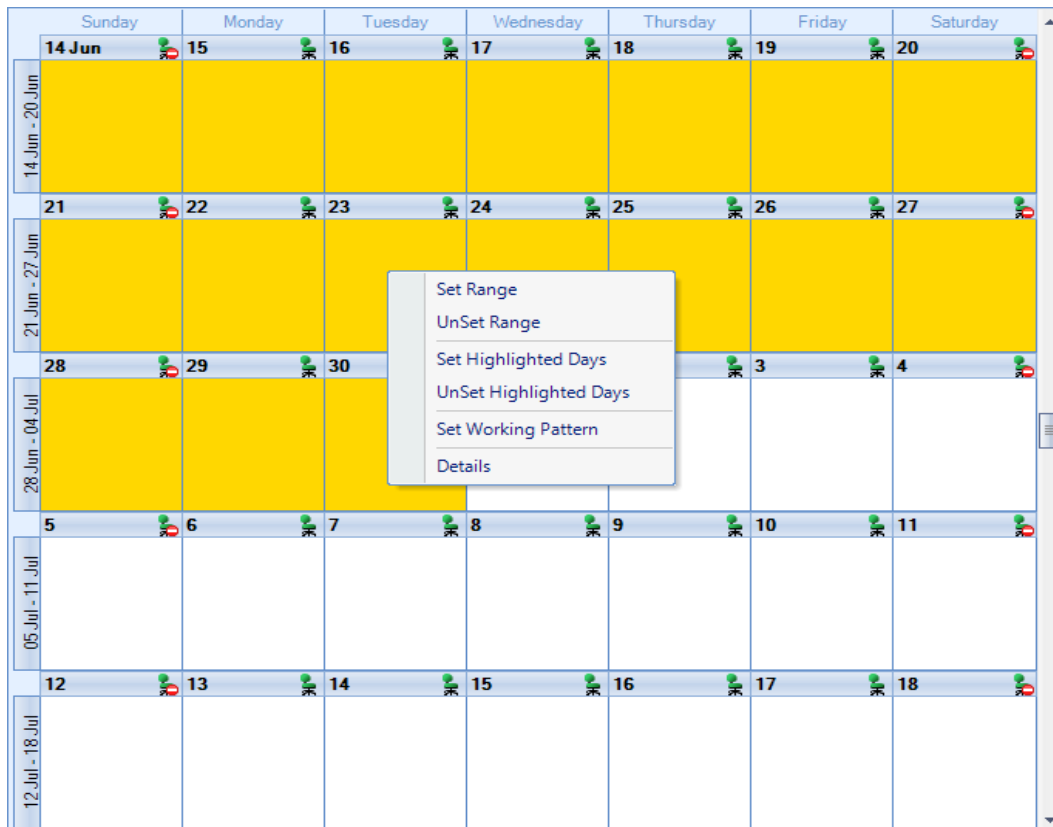 Sunday Monday Tuesday Wednesday Thursday Friday Saturday
14 Jun 15 16 17 18 19 20
14 Jun - 20 Jun
21 22 23 24 25 26 27
21 Jun - 27 Jun
Set Range
UnSet Range
Set Highlighted Days
28 29 30 3 4
UnSet Highlighted Days
28 Jun - 04 Jul
Set Working Pattern
Details
5 6 7 8 9 10 11
05 Jul - 11 Jul
12 13 14 15 16 17 18
12 Jul - 18 Jul